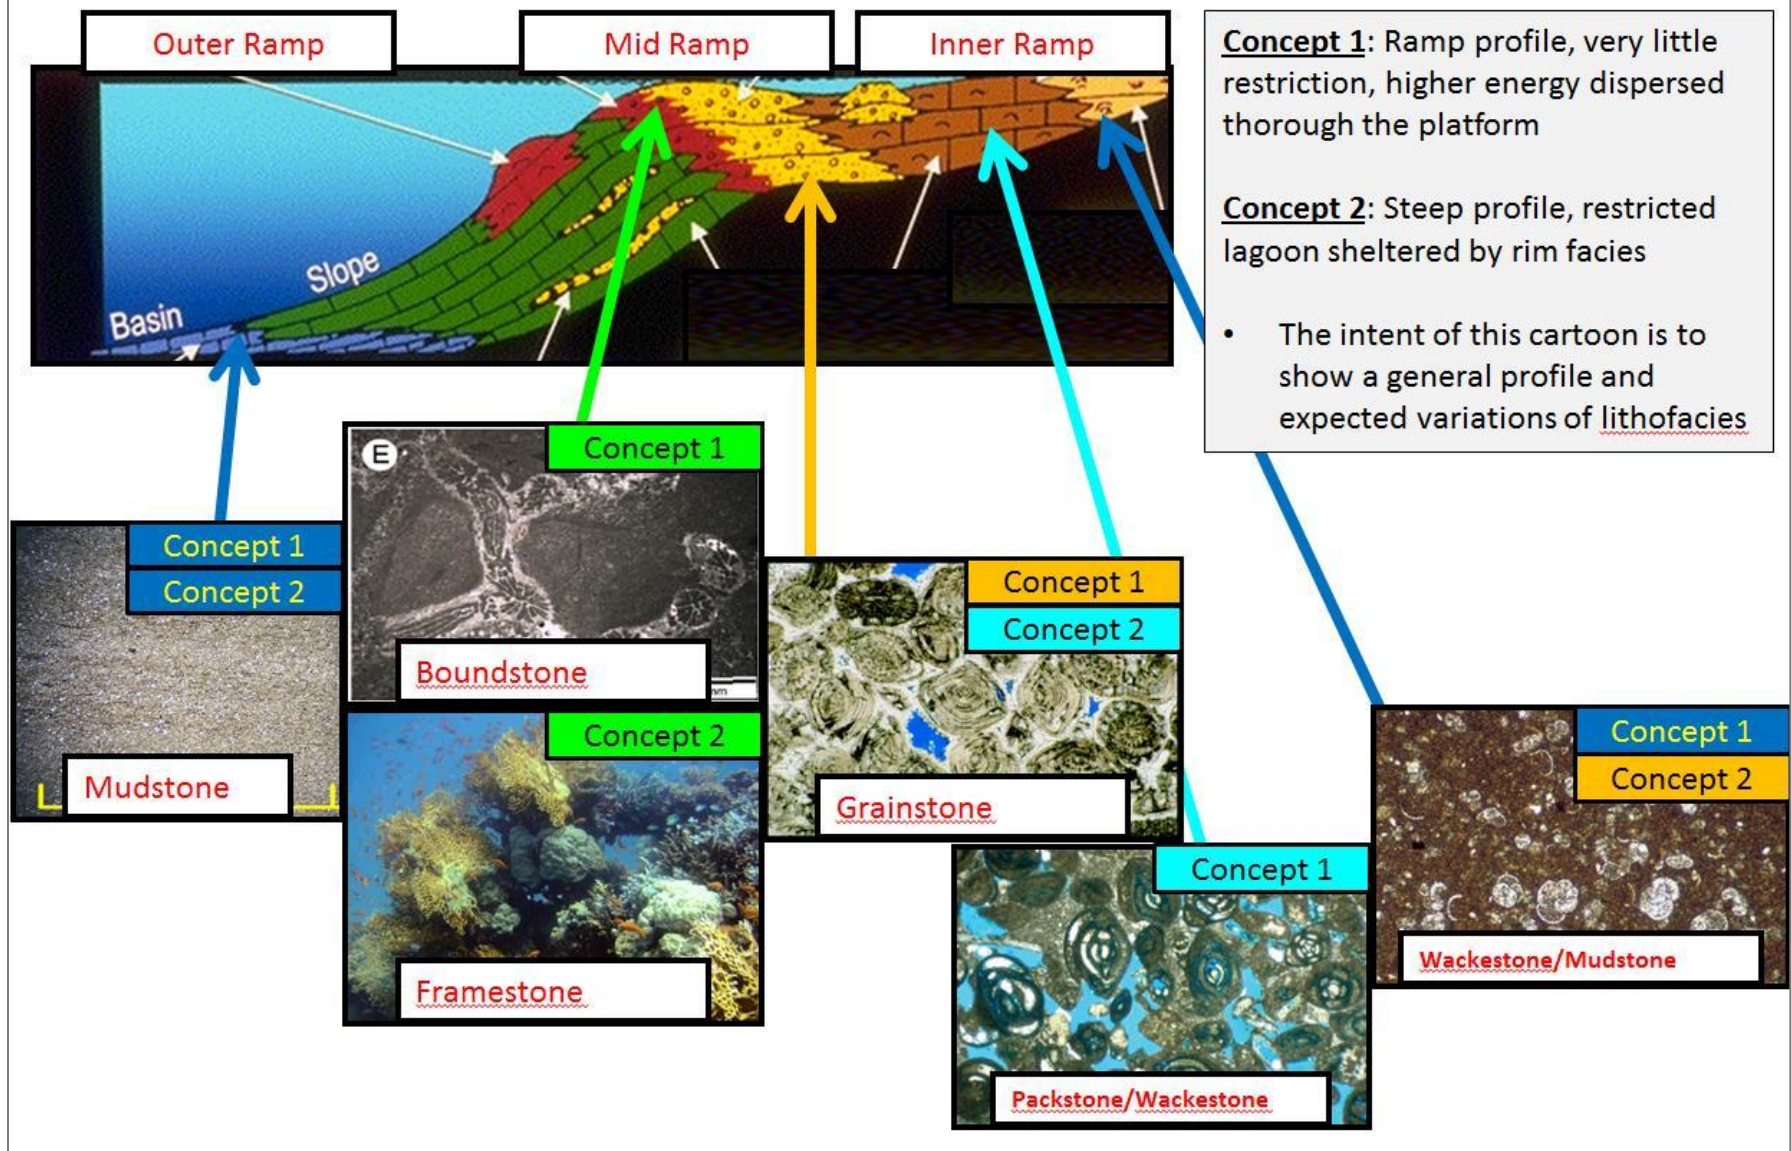 Outer Ramp
Mid Ramp
Inner Ramp
Slope
Basin
Concept 1: Ramp profile, very little
restriction, higher energy dispersed
thorough the platform
Concept 2: Steep profile, restricted
lagoon sheltered by rim facies
• The intent of this cartoon is to
show a general profile and
expected variations of lithofacies
Concept 1
Concept 2
Mudstone
E
Concept 1
mm
Boundstone
Concept 2
Framestone
Concept 1
Concept 2
Grainstone
Concept 1
Packstone/Wackestone
Concept 1
Concept 2
Wackestone/Mudstone